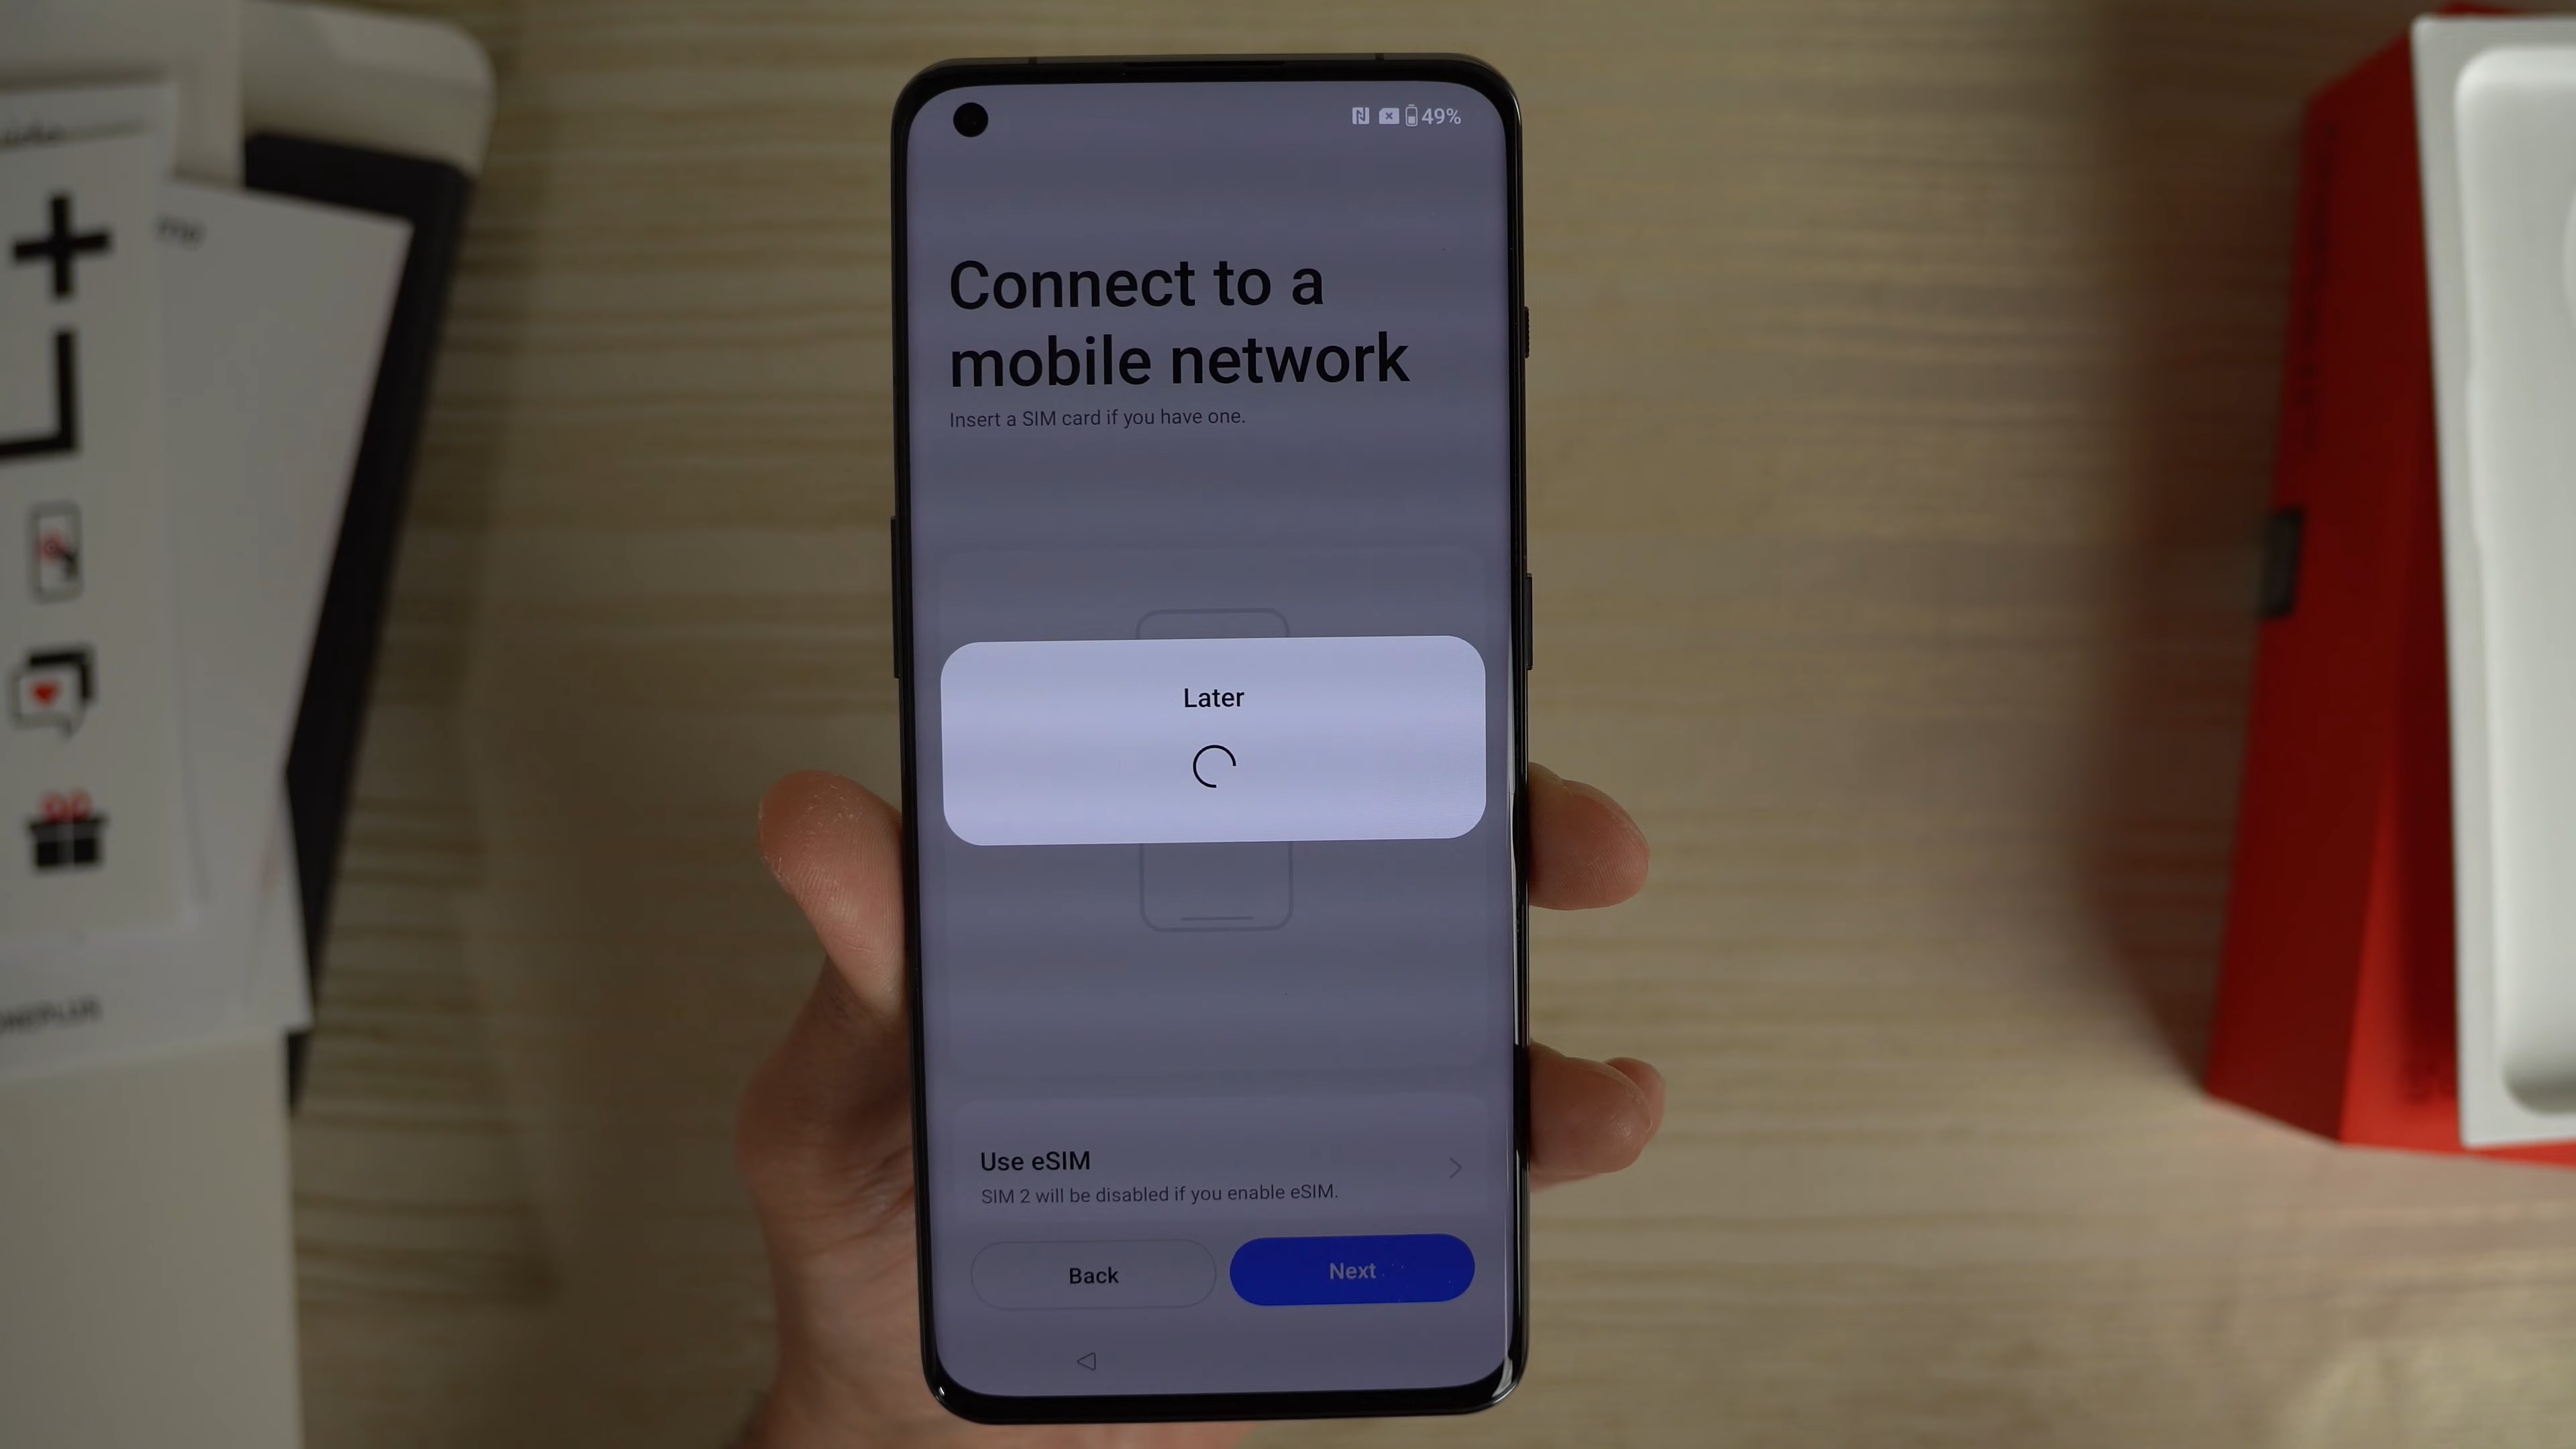 49%
Connect to a
mobile network
Insert a SIM card if you have one.
Later
Use eSIM
SIM 2 will be disabled if you enable eSIM.
Back
Next
ONEPLUS